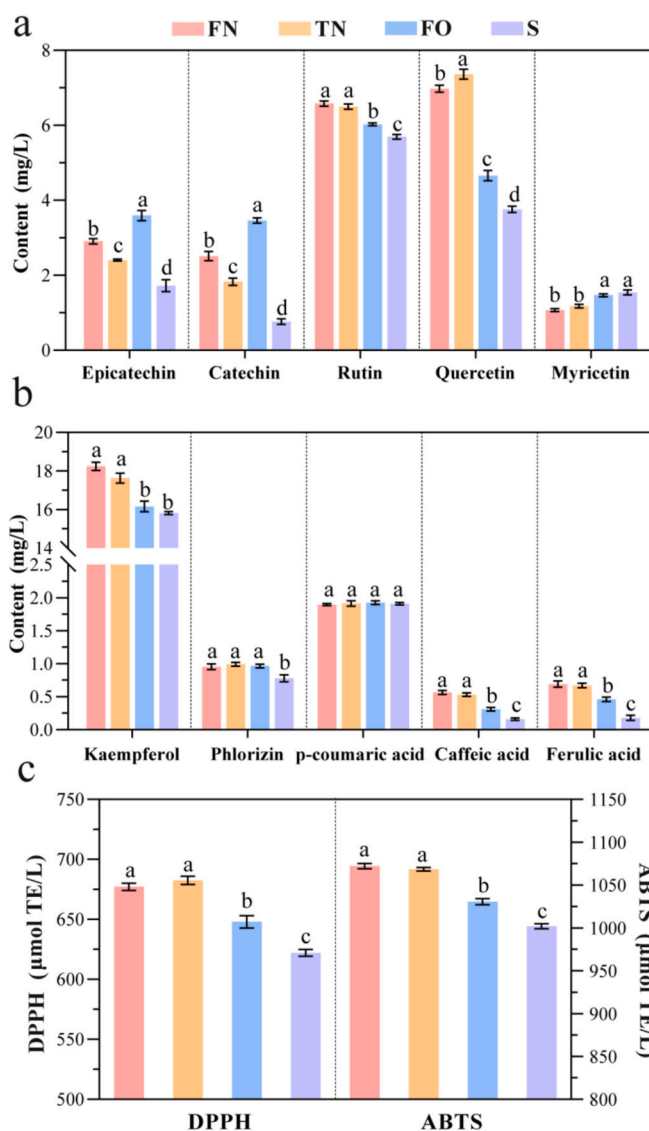 a
FN TN FO S
Content (mg/L)
8
6
4
2
0
b c a d
b c a d
a a b c
b a c d
b b a a
Epicatechin Catechin Rutin Quercetin Myricetin
b
Content (mg/L)
20
18
16
14
2.5
2.0
1.5
1.0
0.5
0.0
a a b b
a a a b
a a a a
a a b c
a a b c
Kaempferol Phlorizin p-coumaric acid Caffeic acid Ferulic acid
c
DPPH (μmol TE/L)
750
700
650
600
550
500
a a b c
a a b c
1150
1100
1050
1000
950
900
850
800
ABTS (μmol TE/L)
DPPH ABTS